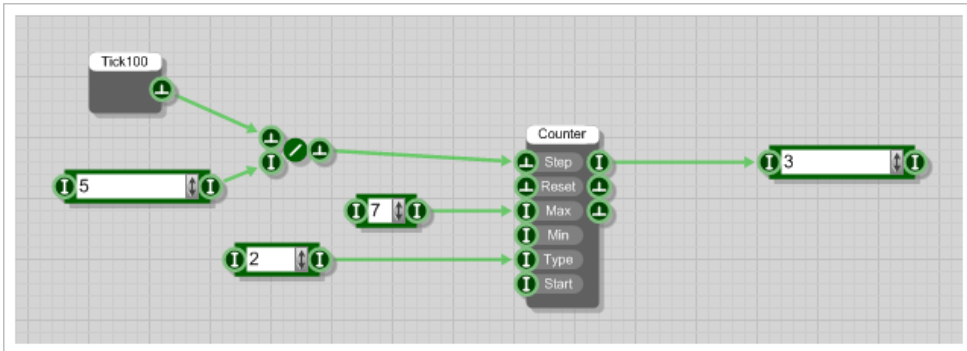 Tick100
5
7
2
Counter
Step
Reset
Max
Min
Type
Start
3